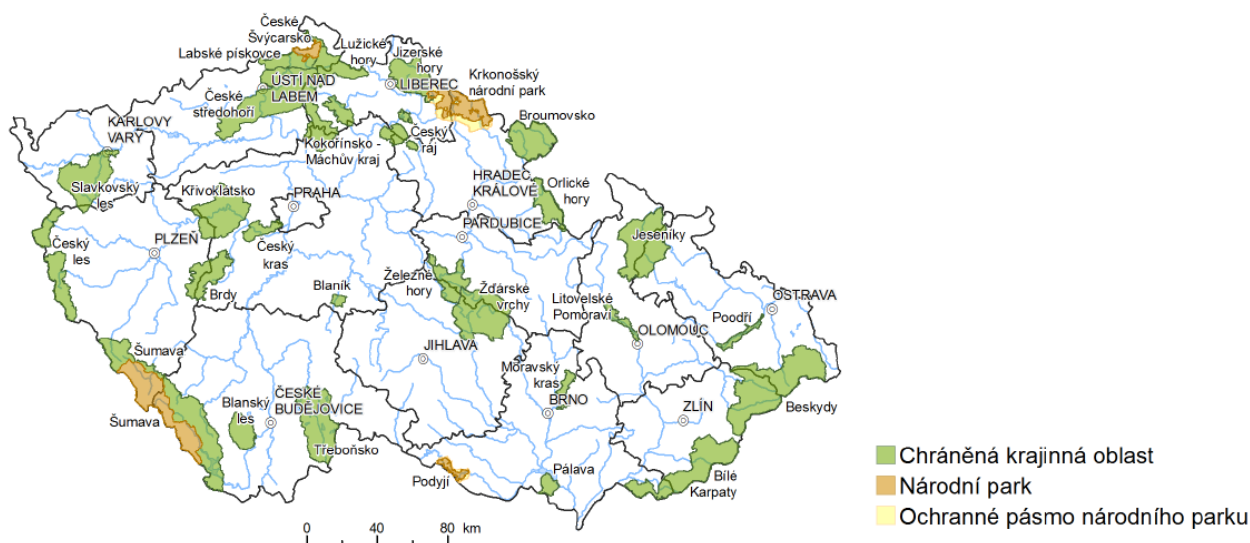 České
Švýcarsko
Labské pískovce
Lužické
hory
Jizerské
hory
Krkonošský
národní park
ÚSTÍ NAD
LABEM
LIBEREC
České
středohoří
KARLOVY
VARY
Kokořínsko -
Máchův kraj
Český
ráj
Broumovsko
Slavkovský
les
Křivoklátsko
PRAHA
HRADEC
KRÁLOVÉ
Orlické
hory
PARDUBICE
Český
les
PLZEŇ
Český
kras
Jeseníky
Brdy
Blaník
Železné
hory
Žďárské
vrchy
Litovelské
Pomoraví
OSTRAVA
Poodří
OLOMOUC
Šumava
JIHLAVA
Moravský
kras
BRNO
ZLÍN
Beskydy
Šumava
Blanský
les
ČESKÉ
BUDĚJOVICE
Třeboňsko
Podyjí
Pálava
Bílé
Karpaty
0 40 80 km
Chráněná krajinná oblast
Národní park
Ochranné pásmo národního parku